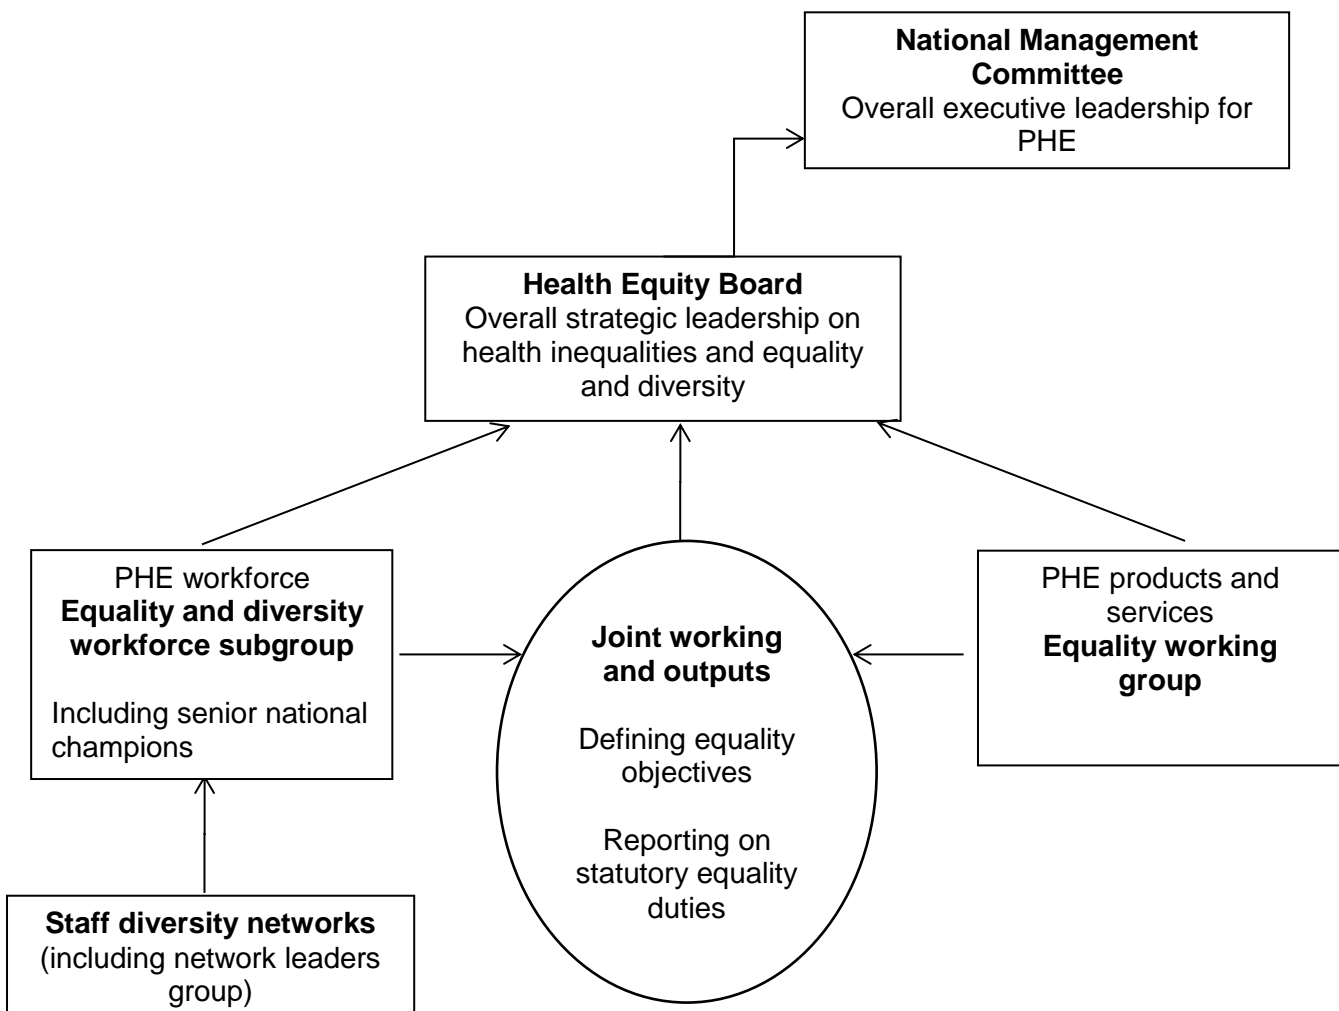 National Management
Committee
Overall executive leadership for
PHE
Health Equity Board
Overall strategic leadership on
health inequalities and equality
and diversity
PHE workforce
Equality and diversity
workforce subgroup
Including senior national
champions
Joint working
and outputs
Defining equality
objectives
Reporting on
statutory equality
duties
PHE products and
services
Equality working
group
Staff diversity networks
(including network leaders
group)